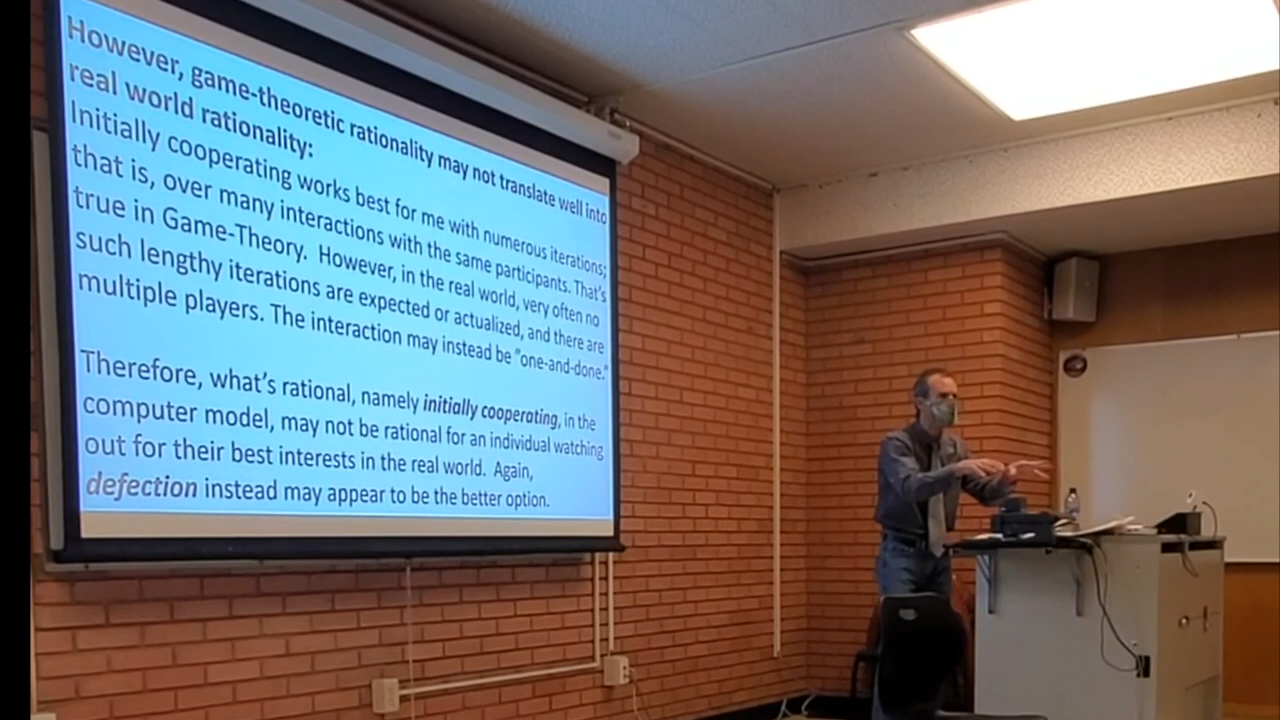 However, game-theoretic rationality may not translate well into
real world rationality:
Initially cooperating works best for me with numerous iterations;
that is, over many interactions with the same participants. That's
true in Game-Theory. However, in the real world, very often no
such lengthy iterations are expected or actualized, and there are
multiple players. The interaction may instead be "one-and-done."
Therefore, what's rational, namely initially cooperating, in the
computer model, may not be rational for an individual watching
out for their best interests in the real world. Again,
defection instead may appear to be the better option.